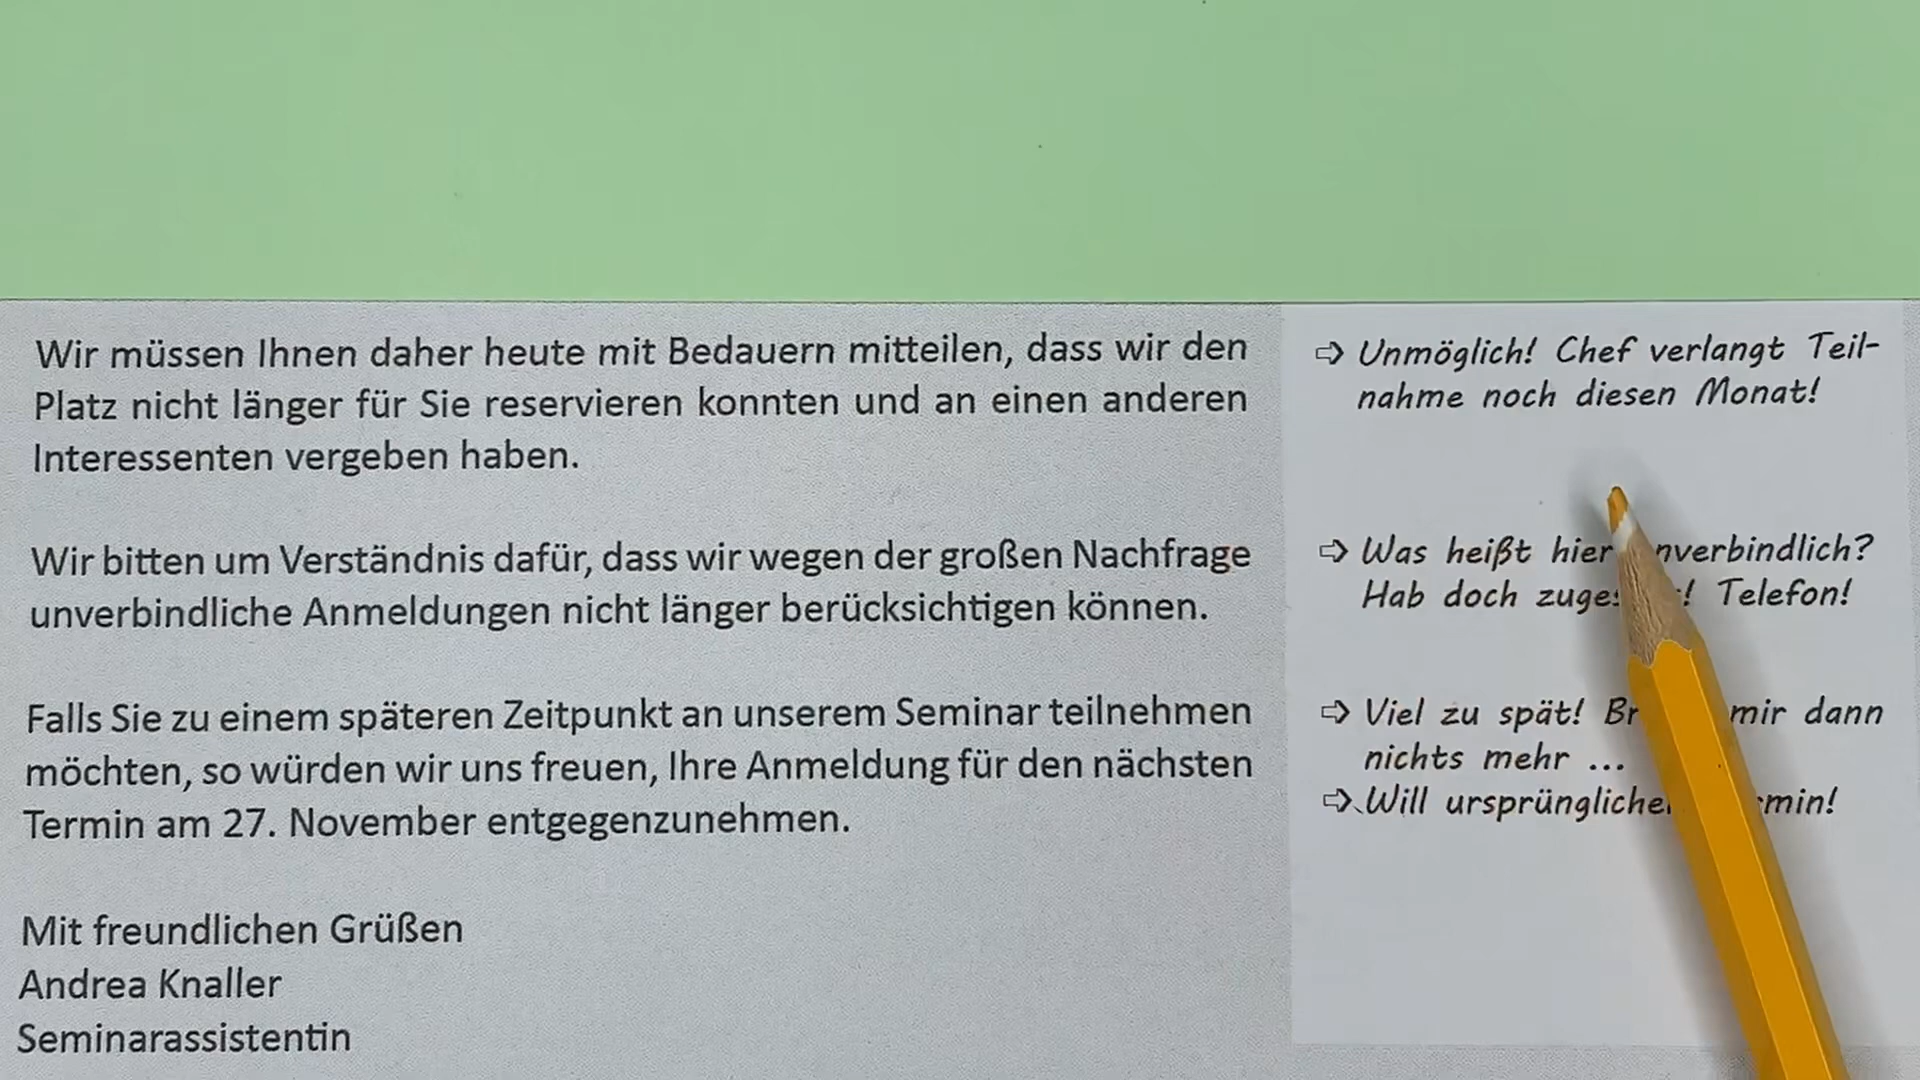 Wir müssen Ihnen daher heute mit Bedauern mitteilen, dass wir den
Platz nicht länger für Sie reservieren konnten und an einen anderen
Interessenten vergeben haben.
Wir bitten um Verständnis dafür, dass wir wegen der großen Nachfrage
unverbindliche Anmeldungen nicht länger berücksichtigen können.
Falls Sie zu einem späteren Zeitpunkt an unserem Seminar teilnehmen
möchten, so würden wir uns freuen, Ihre Anmeldung für den nächsten
Termin am 27. November entgegenzunehmen.
Mit freundlichen Grüßen
Andrea Knaller
Seminarassistentin
⇨ Unmöglich! Chef verlangt Teil-
nahme noch diesen Monat!
⇨ Was heißt hier
Hab doch Telefon!
⇨ Viel zu spät! mir dann
nichts mehr ...
⇨ Will